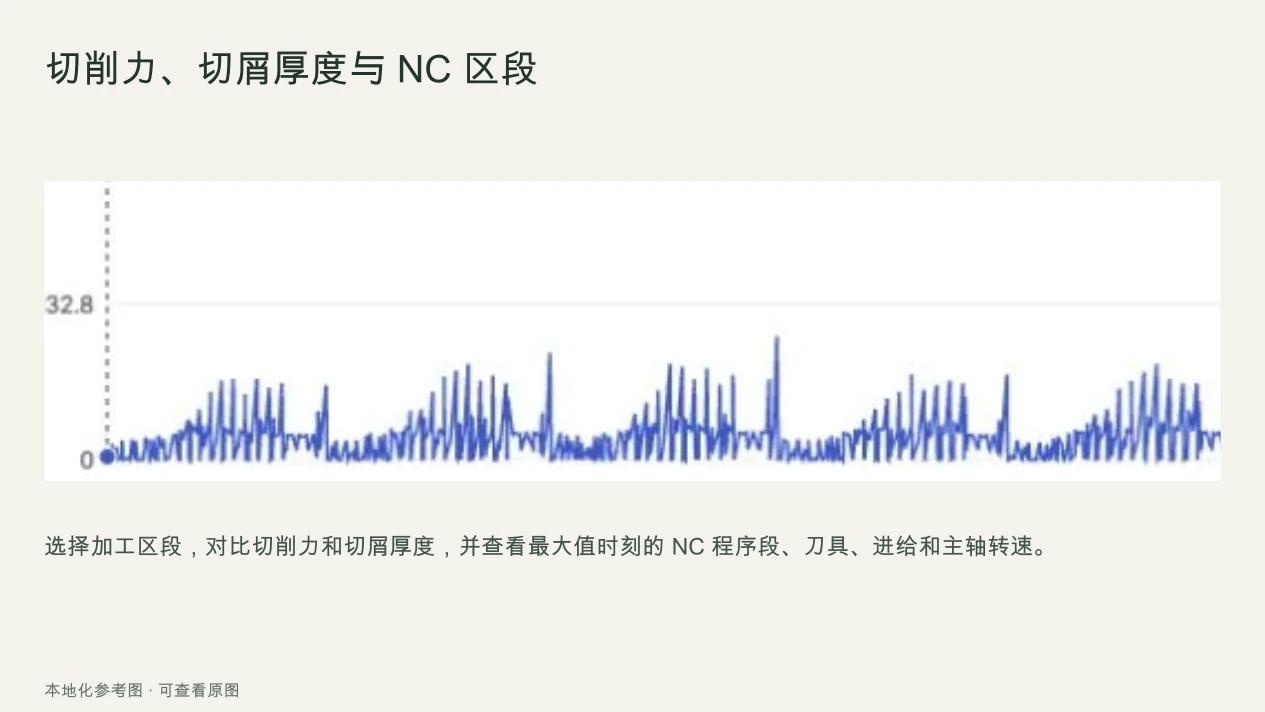 切削力、切屑厚度与 NC 区段
32.8
0
选择加工区段，对比切削力和切屑厚度，并查看最大值时刻的 NC 程序段、刀具、进给和主轴转速。
本地化参考图 · 可查看原图